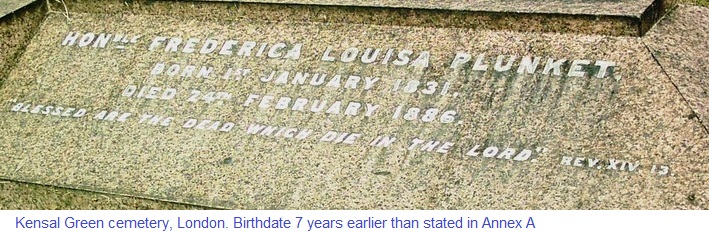 HONBLE FREDERICA LOUISA PLUNKET.
BORN 1ST JANUARY 1831.
DIED 24TH FEBRUARY 1886.
"BLESSED ARE THE DEAD WHICH DIE IN THE LORD" REV. XIV. 13.
Kensal Green cemetery, London. Birthdate 7 years earlier than stated in Annex A